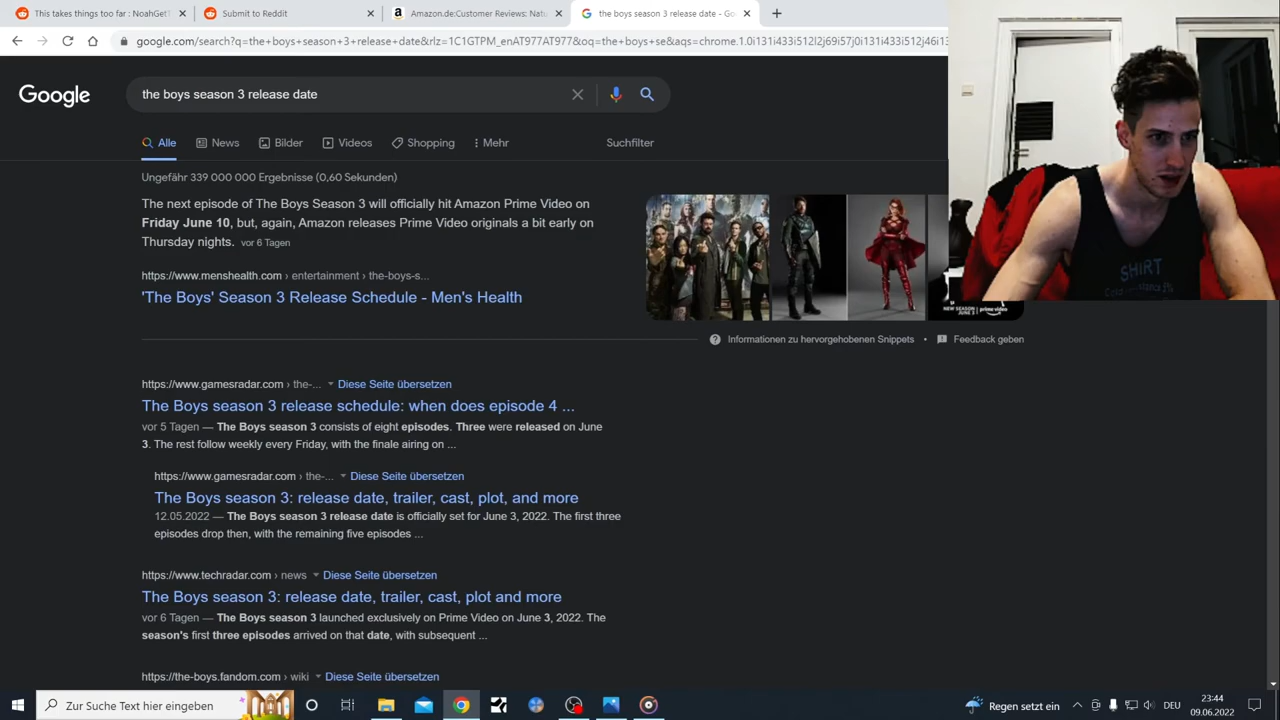 This takes things too far : NoahGetT
Submit to Reddit
Amazon.de:Customer Reviews: Natu
the boys season 3 release date - Go
google.com/search?q=the+boys+season+3+release+date&rlz=1C1
Google
the boys season 3 release date
Alle
News
Bilder
Videos
Shopping
Mehr
Suchfilter
Ungefähr 339 000 000 Ergebnisse
The next episode of The Boys Season 3 will officially hit Amazon Prime Video on
Friday June 10, but, again, Amazon releases Prime Video originals a bit early on
Thursday nights. vor 6 Tagen
https://www.menshealth.com › entertainment › the-boys-s...
'The Boys' Season 3 Release Schedule - Men's Health
NEW SEASON
JUNE 3 prime video
Informationen zu hervorgehobenen Snippets • Feedback geben
https://www.gamesradar.com › the-... Diese Seite übersetzen
The Boys season 3 release schedule: when does episode 4 ...
vor 5 Tagen — The Boys season 3 consists of eight episodes. Three were released on June
3. The rest follow weekly every Friday, with the finale airing on ...
https://www.gamesradar.com › the-... Diese Seite übersetzen
The Boys season 3: release date, trailer, cast, plot, and more
12.05.2022 — The Boys season 3 release date is officially set for June 3, 2022. The first three
episodes drop then, with the remaining five episodes ...
https://www.techradar.com › news Diese Seite übersetzen
The Boys season 3: release date, trailer, cast, plot and more
vor 6 Tagen — The Boys season 3 launched exclusively on Prime Video on June 3, 2022. The
season's first three episodes arrived on that date, with subsequent ...
https://the-boys.fandom.com › wiki Diese Seite übersetzen
SHIRT
Zur Suche Text hier eingeben
Regen setzt ein
DEU
23:44
09.06.2022